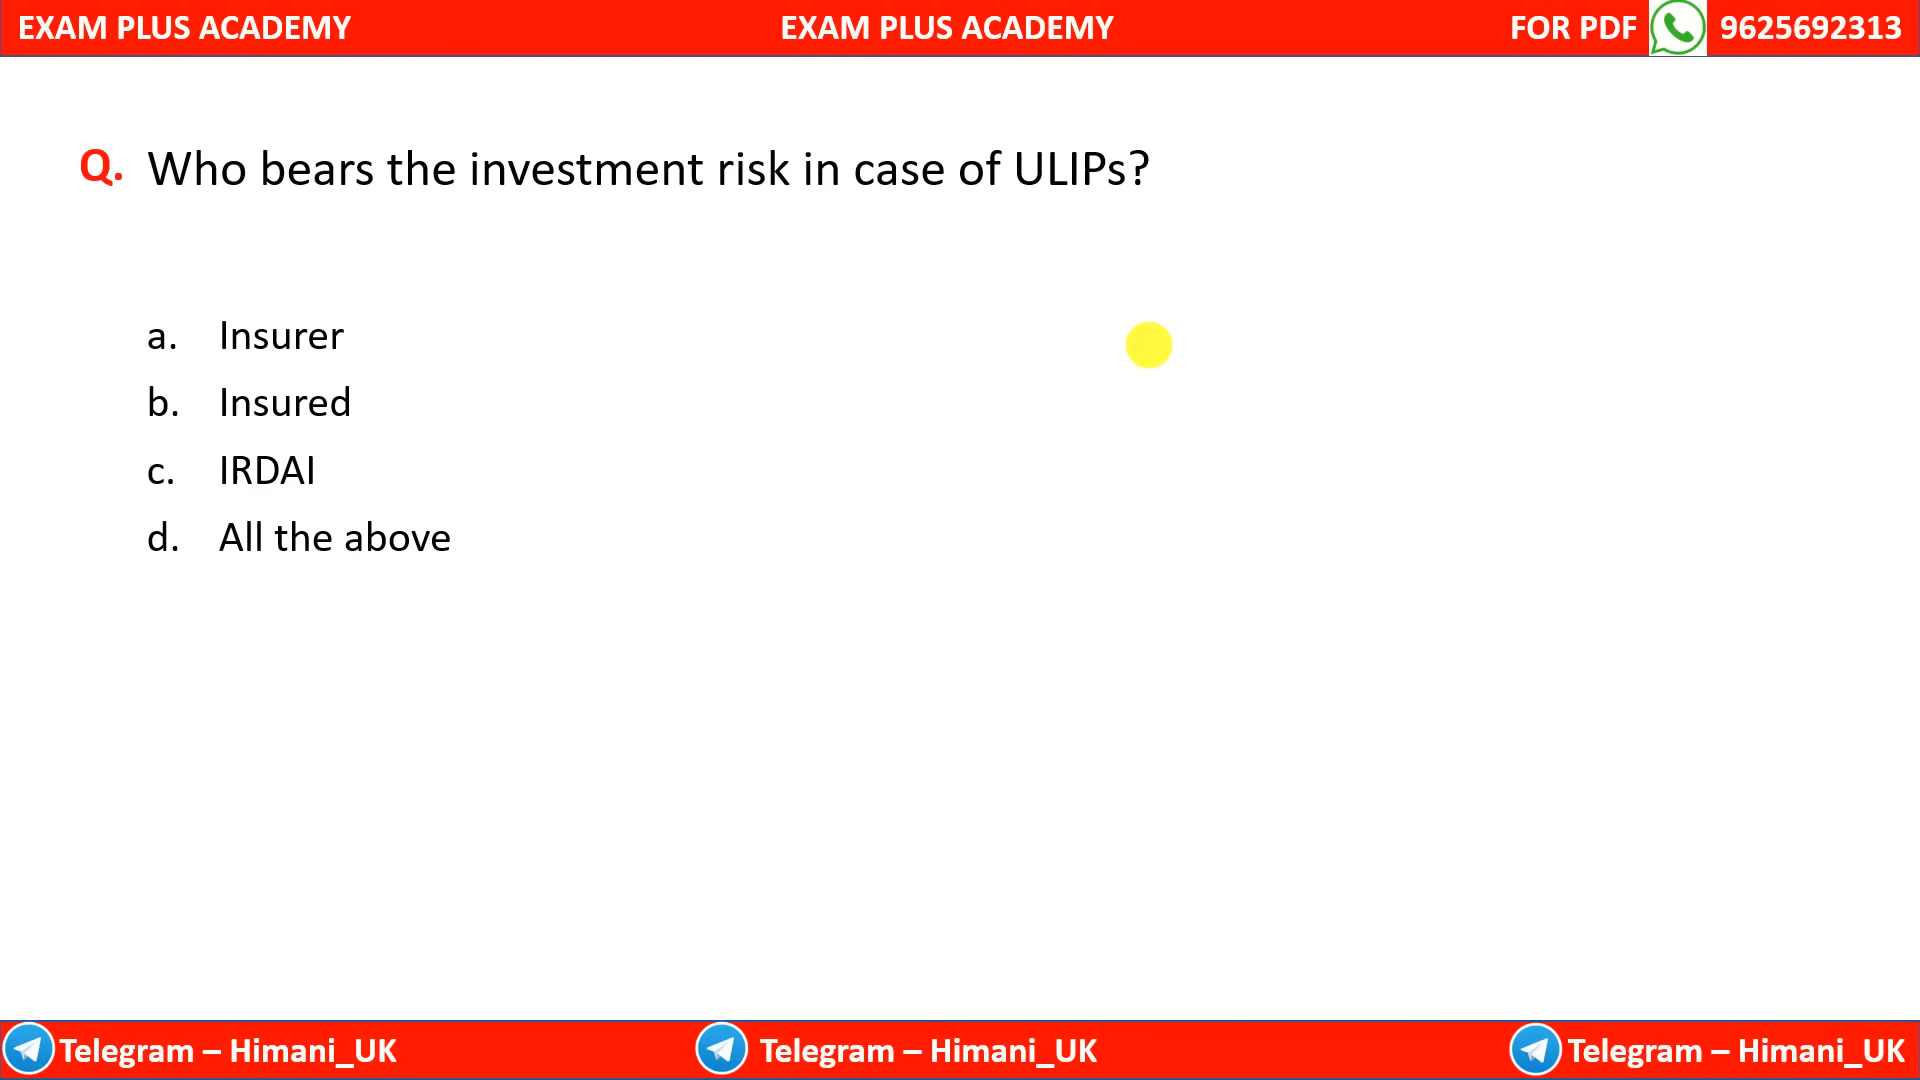 EXAM PLUS ACADEMY EXAM PLUS ACADEMY FOR PDF 9625692313
Q. Who bears the investment risk in case of ULIPs?
a. Insurer
b. Insured
c. IRDAI
d. All the above
Telegram – Himani_UK Telegram – Himani_UK Telegram – Himani_UK